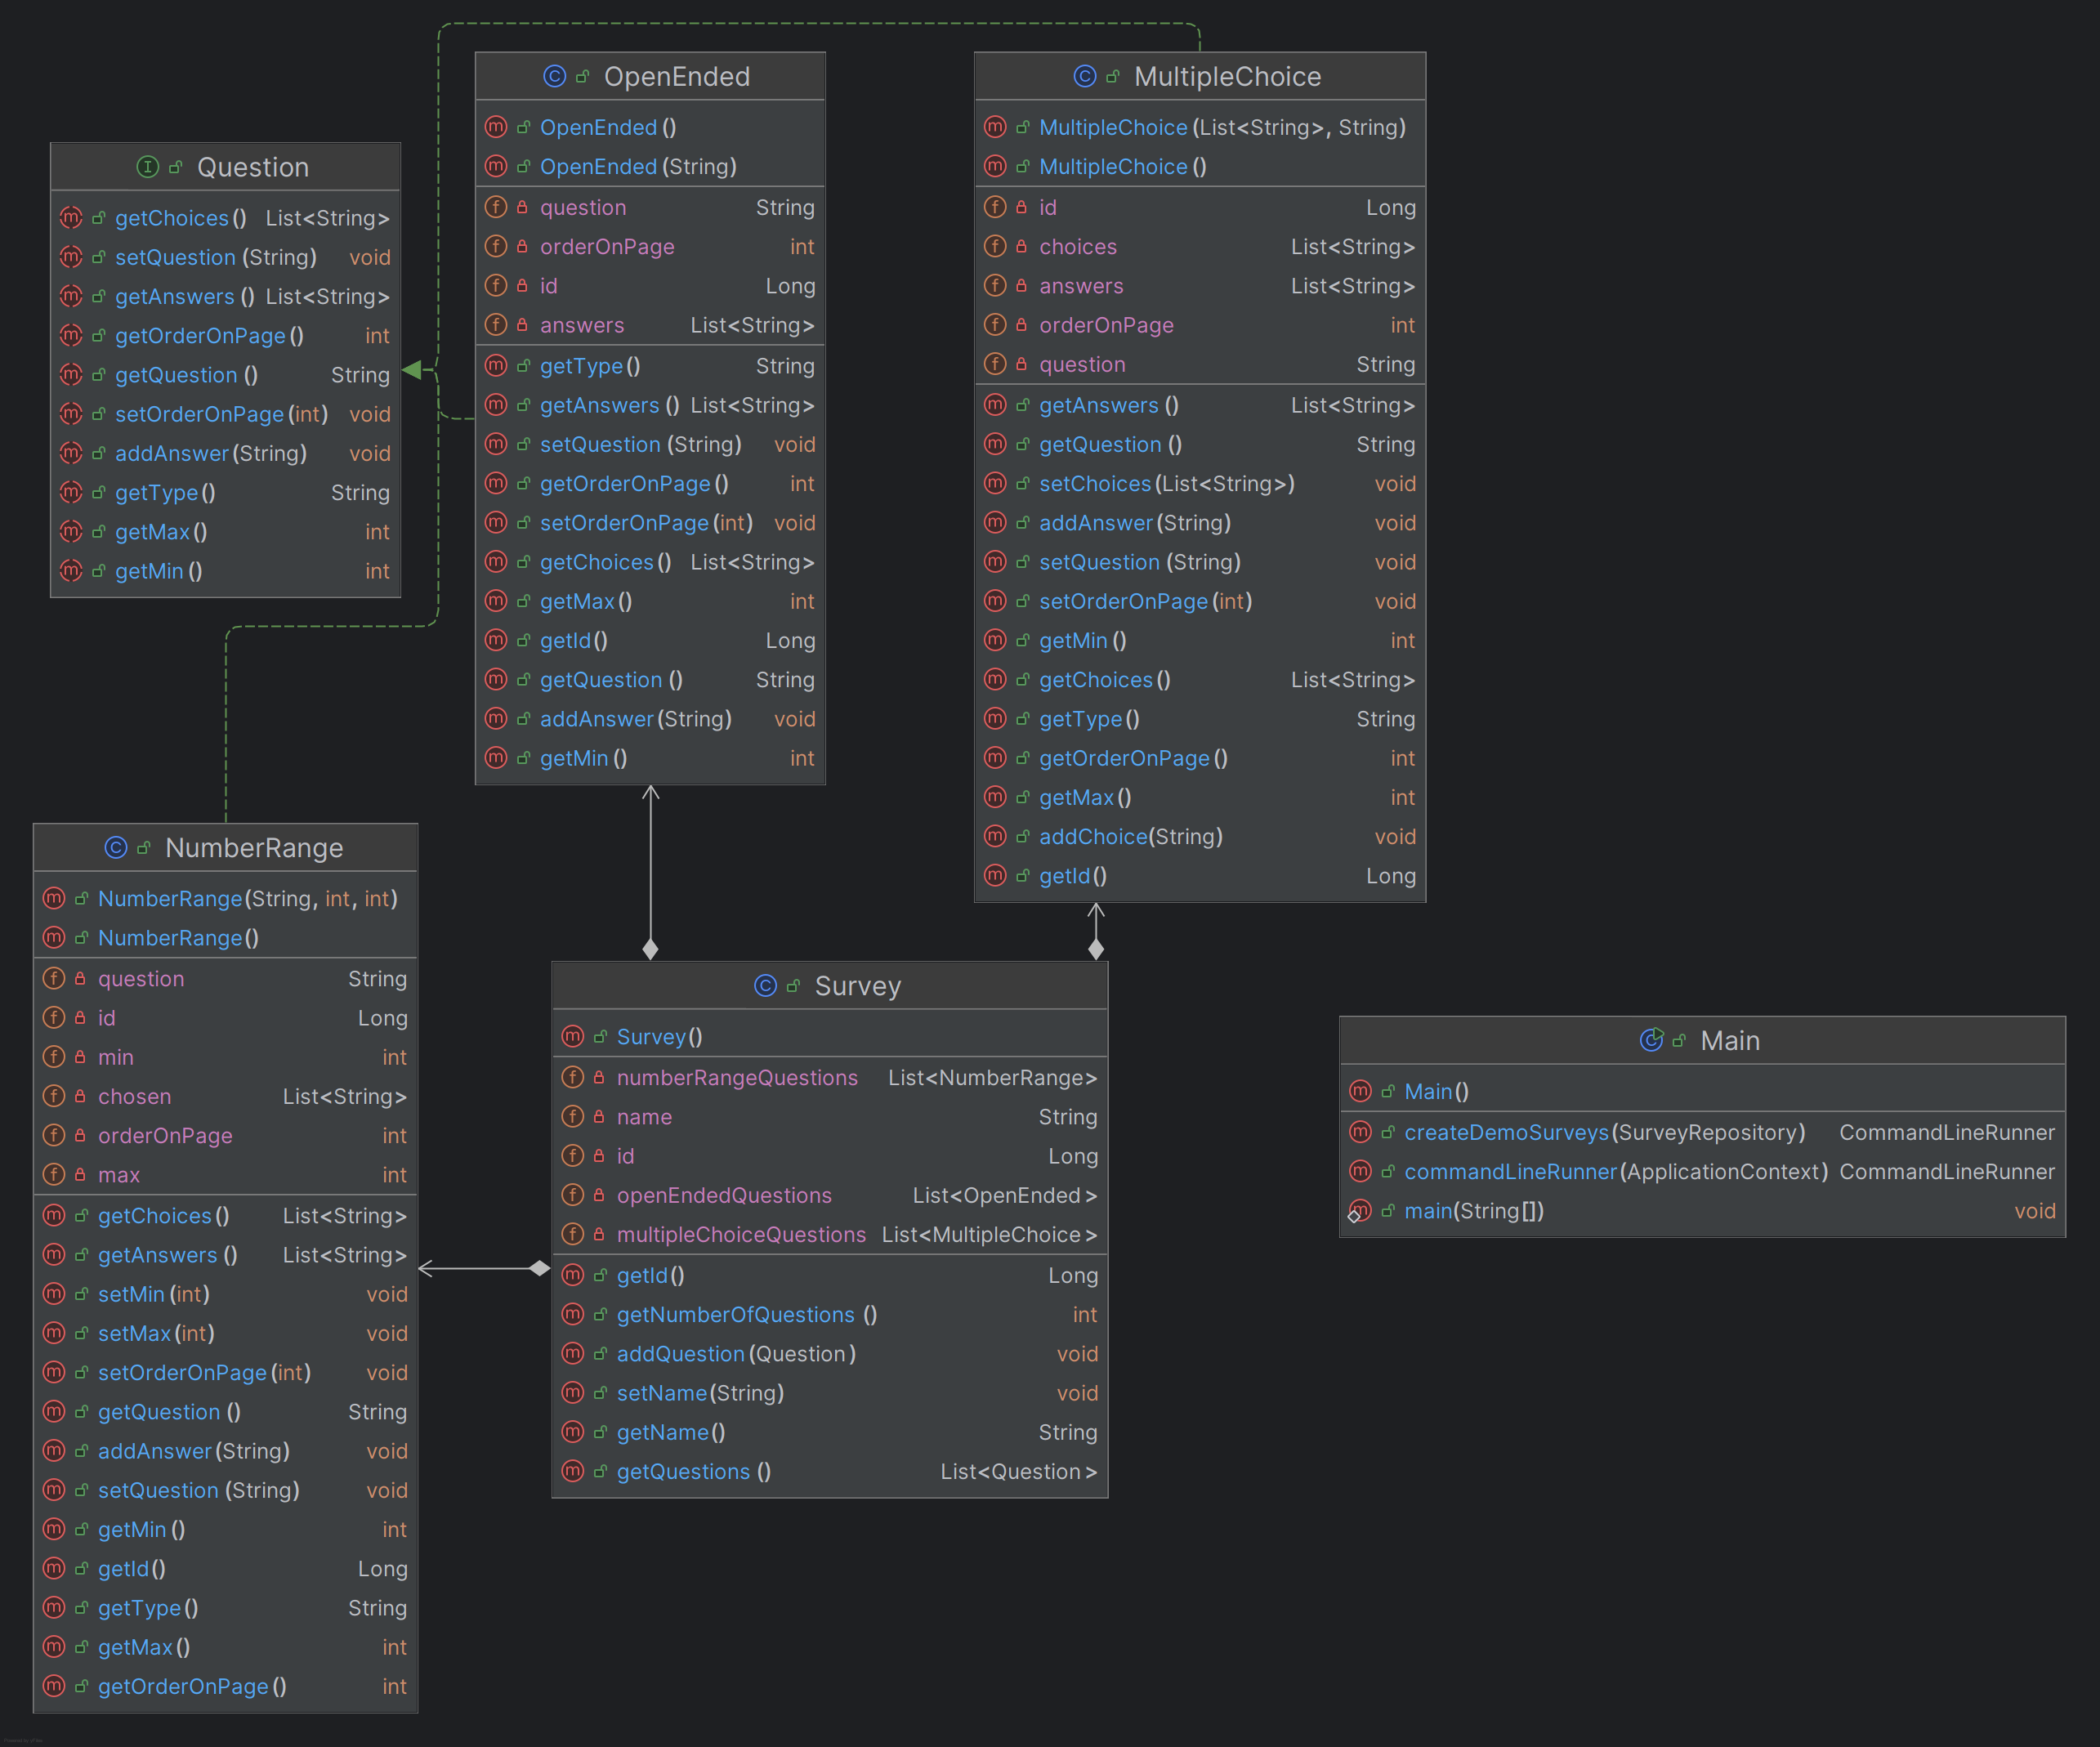 Question
getChoices() List<String>
setQuestion (String) void
getAnswers () List<String>
getOrderOnPage() int
getQuestion () String
setOrderOnPage(int) void
addAnswer(String) void
getType() String
getMax() int
getMin () int
OpenEnded
OpenEnded ()
OpenEnded (String)
question String
orderOnPage int
id Long
answers List<String>
getType() String
getAnswers () List<String>
setQuestion (String) void
getOrderOnPage() int
setOrderOnPage(int) void
getChoices() List<String>
getMax() int
getId() Long
getQuestion () String
addAnswer(String) void
getMin () int
MultipleChoice
MultipleChoice (List<String>, String)
MultipleChoice ()
id Long
choices List<String>
answers List<String>
orderOnPage int
question String
getAnswers () List<String>
getQuestion () String
setChoices(List<String>) void
addAnswer(String) void
setQuestion (String) void
setOrderOnPage(int) void
getMin () int
getChoices() List<String>
getType() String
getOrderOnPage() int
getMax() int
addChoice(String) void
getId() Long
NumberRange
NumberRange(String, int, int)
NumberRange()
question String
id Long
min int
chosen List<String>
orderOnPage int
max int
getChoices() List<String>
getAnswers () List<String>
setMin (int) void
setMax(int) void
setOrderOnPage(int) void
getQuestion () String
addAnswer(String) void
setQuestion (String) void
getMin () int
getId() Long
getType() String
getMax() int
getOrderOnPage() int
Survey
Survey()
numberRangeQuestions List<NumberRange>
name String
id Long
openEndedQuestions List<OpenEnded >
multipleChoiceQuestions List<MultipleChoice >
getId() Long
getNumberOfQuestions () int
addQuestion(Question) void
setName(String) void
getName() String
getQuestions () List<Question >
Main
Main()
createDemoSurveys(SurveyRepository) CommandLineRunner
commandLineRunner(ApplicationContext) CommandLineRunner
main(String[]) void